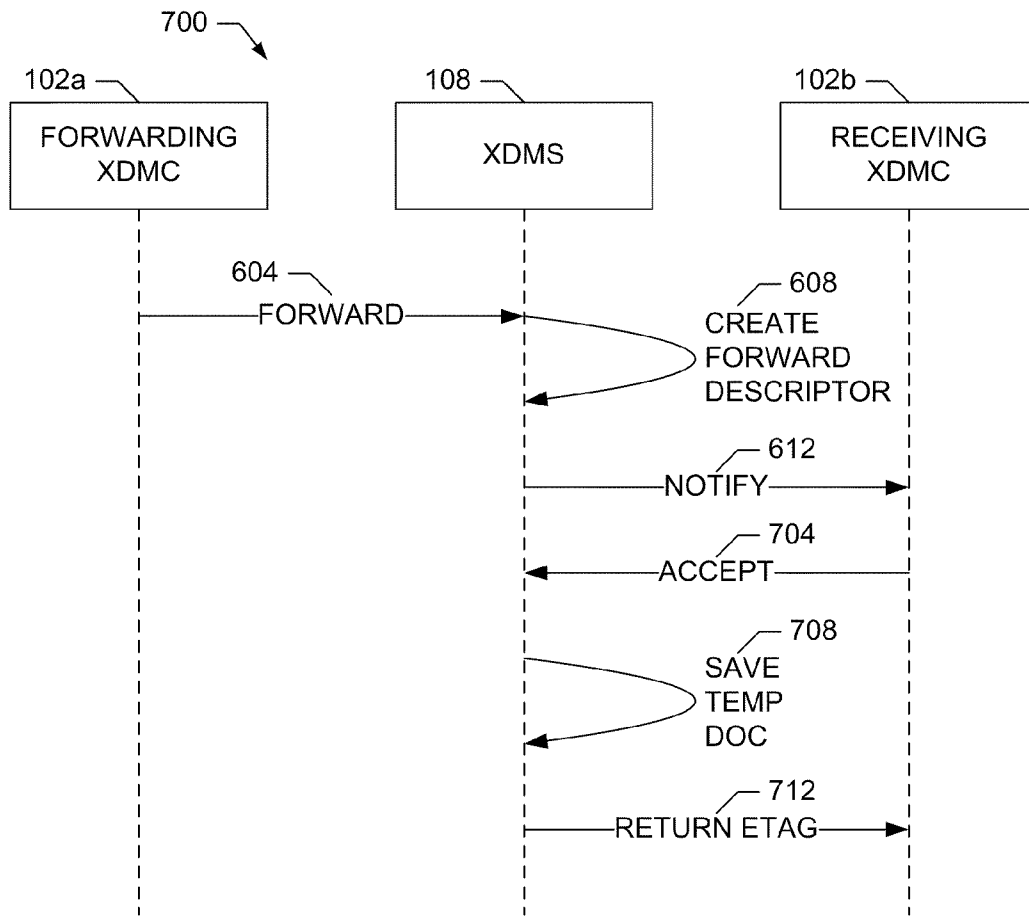 700
102a
108
102b
FORWARDING
XDMC
XDMS
RECEIVING
XDMC
604
FORWARD
608
CREATE
FORWARD
DESCRIPTOR
612
NOTIFY
704
ACCEPT
708
SAVE
TEMP
DOC
712
RETURN ETAG